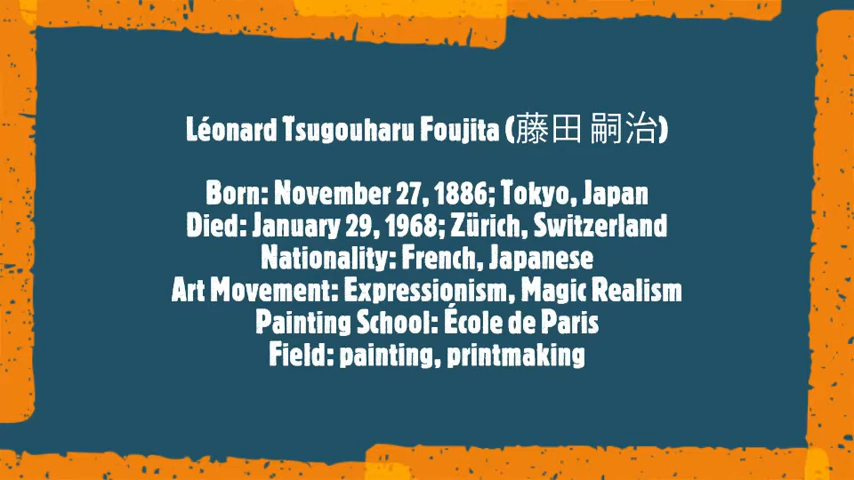 Léonard Tsugouharu Foujita (藤田 嗣治)
Born: November 27, 1886; Tokyo, Japan
Died: January 29, 1968; Zürich, Switzerland
Nationality: French, Japanese
Art Movement: Expressionism, Magic Realism
Painting School: École de Paris
Field: painting, printmaking